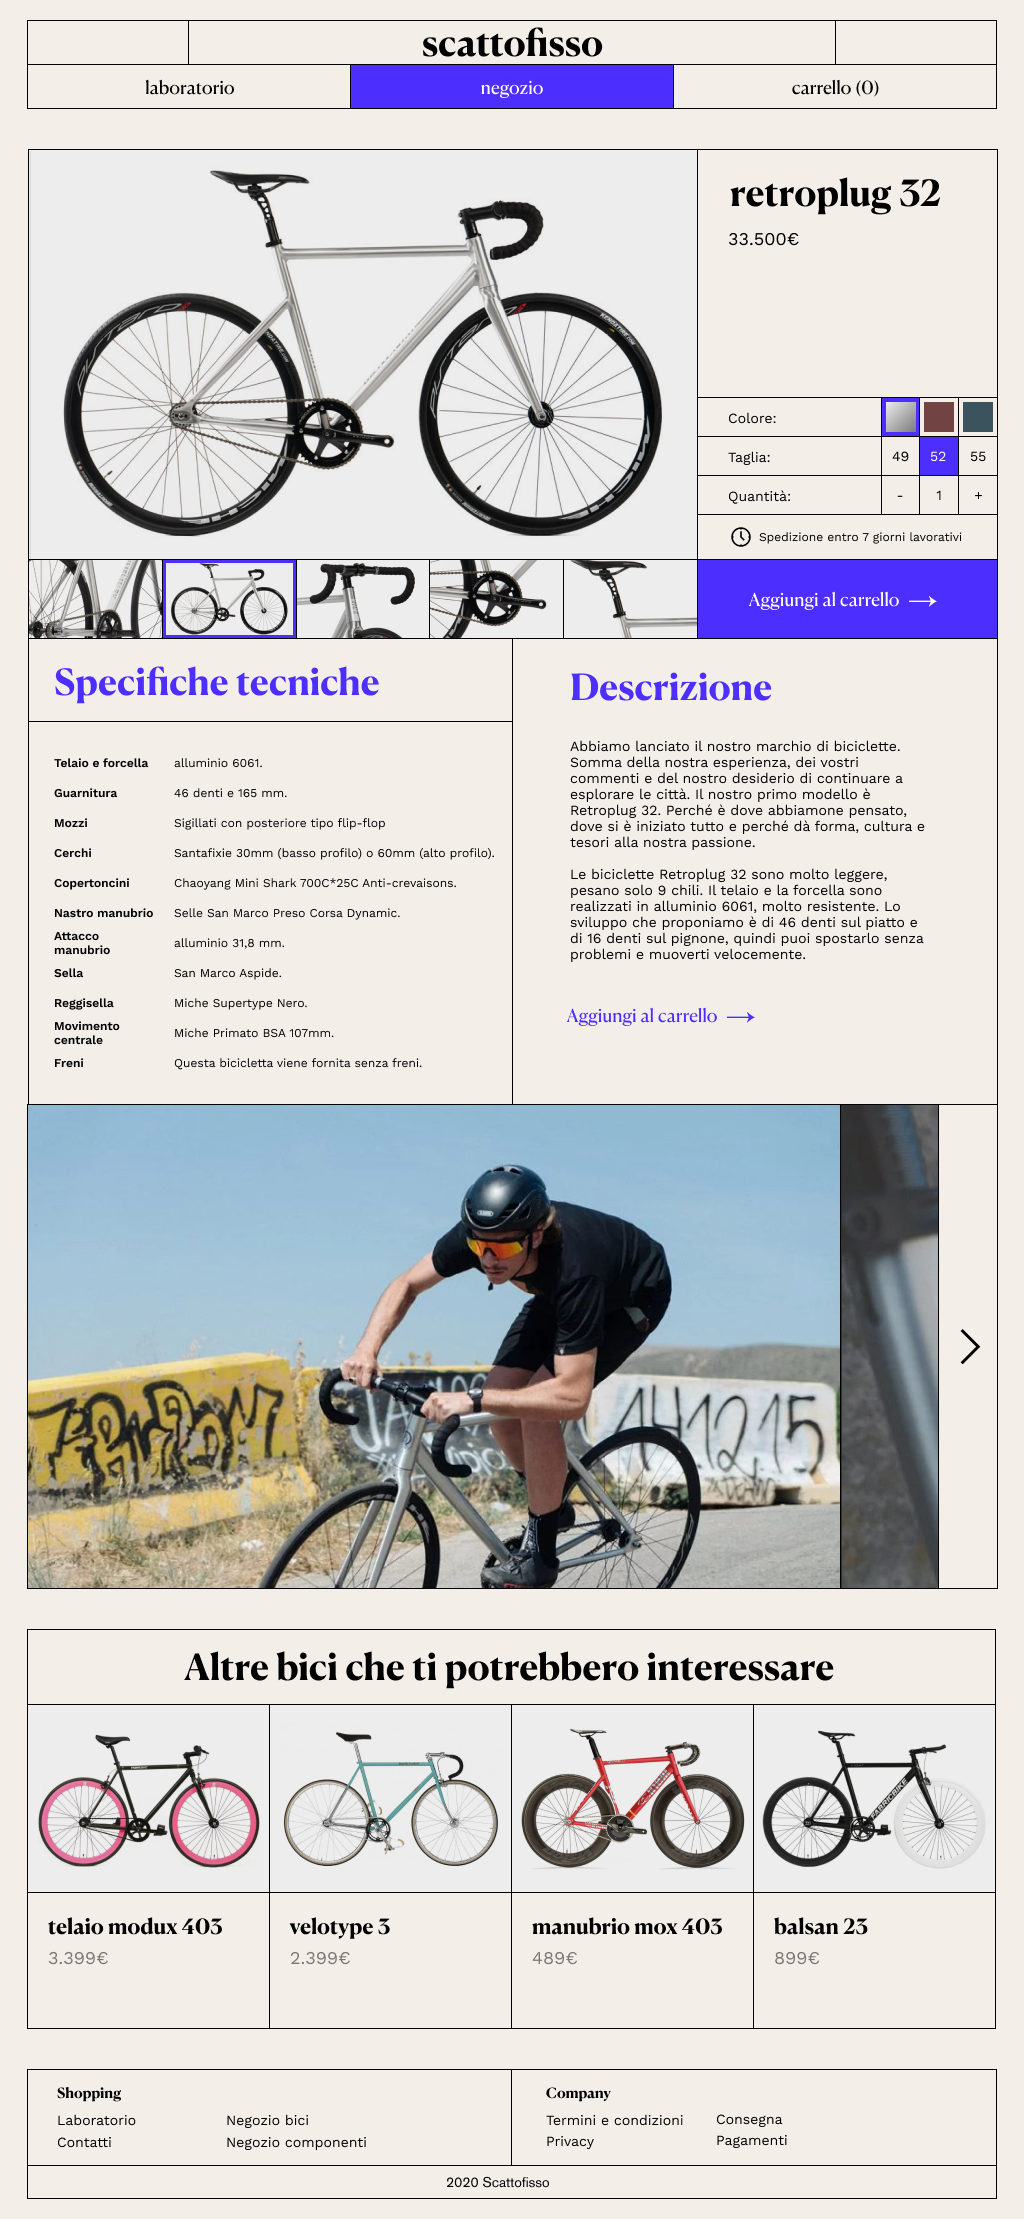 scattofisso
laboratorio
negozio
carrello (0)
retroplug 32
33.500€
Colore:
Taglia:
49
52
55
Quantità:
-
1
+
Spedizione entro 7 giorni lavorativi
Aggiungi al carrello
Specifiche tecniche
Telaio e forcella
alluminio 6061.
Guarnitura
46 denti e 165 mm.
Mozzi
Sigillati con posteriore tipo flip-flop
Cerchi
Santafixie 30mm (basso profilo) o 60mm (alto profilo).
Copertoncini
Chaoyang Mini Shark 700C*25C Anti-crevaisons.
Nastro manubrio
Selle San Marco Preso Corsa Dynamic.
Attacco
manubrio
alluminio 31,8 mm.
Sella
San Marco Aspide.
Reggisella
Miche Supertype Nero.
Movimento
centrale
Miche Primato BSA 107mm.
Freni
Questa bicicletta viene fornita senza freni.
Descrizione
Abbiamo lanciato il nostro marchio di biciclette.
Somma della nostra esperienza, dei vostri
commenti e del nostro desiderio di continuare a
esplorare le città. Il nostro primo modello è
Retroplug 32. Perché è dove abbiamone pensato,
dove si è iniziato tutto e perché dà forma, cultura e
tesori alla nostra passione.
Le biciclette Retroplug 32 sono molto leggere,
pesano solo 9 chili. Il telaio e la forcella sono
realizzati in alluminio 6061, molto resistente. Lo
sviluppo che proponiamo è di 46 denti sul piatto e
di 16 denti sul pignone, quindi puoi spostarlo senza
problemi e muoverti velocemente.
Aggiungi al carrello
Altre bici che ti potrebbero interessare
FABRICBIKE
telaio modux 403
3.399€
velotype 3
2.399€
manubrio mox 403
489€
balsan 23
899€
Shopping
Laboratorio
Contatti
Negozio bici
Negozio componenti
Company
Termini e condizioni
Privacy
Consegna
Pagamenti
2020 Scattofisso